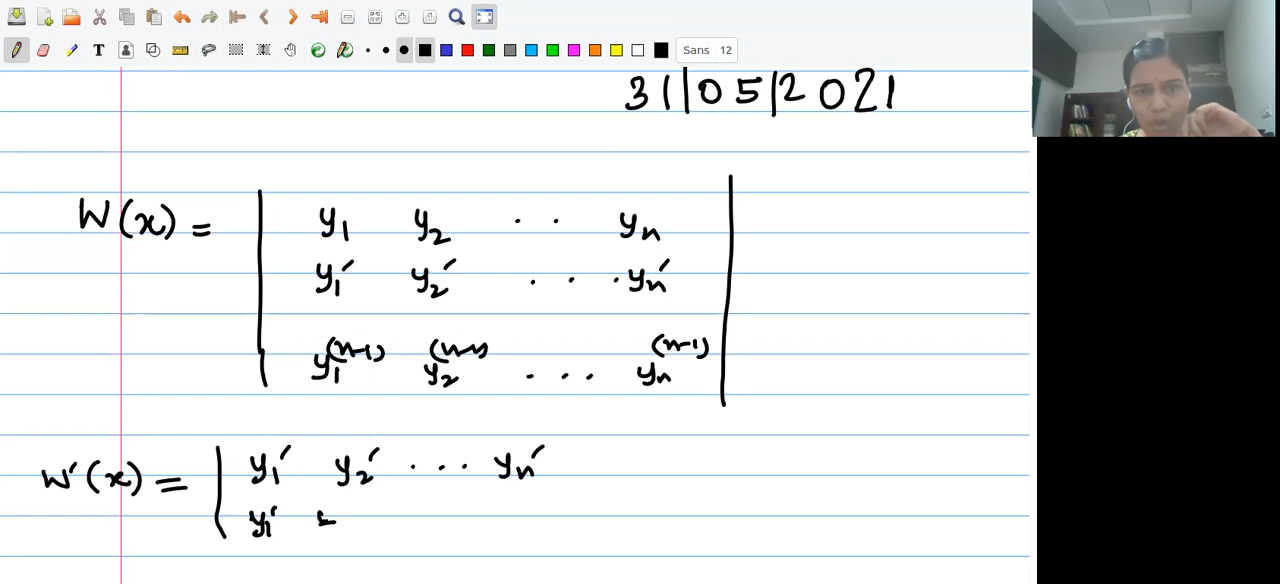 Sans 12
31|05|2021
W(x) = | y₁ y₂ . . yₙ |
y₁′ y₂′ . . . yₙ′
y₁⁽ⁿ⁻¹⁾ y₂⁽ⁿ⁻¹⁾ . . . yₙ⁽ⁿ⁻¹⁾
W′(x) = | y₁′ y₂′ . . . yₙ′
y₁′